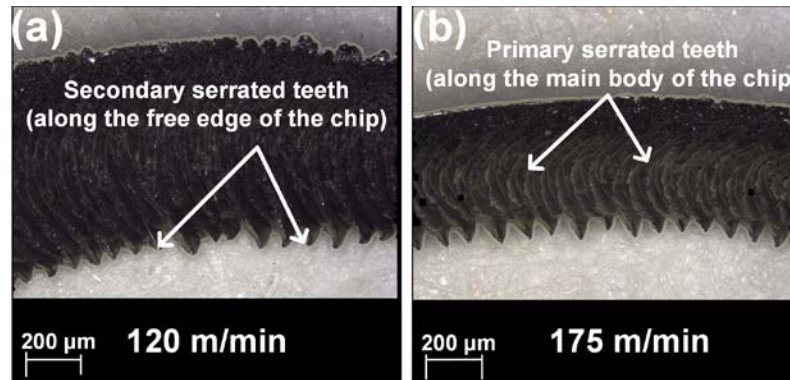 (a)
Secondary serrated teeth
(along the free edge of the chip)
200 µm
120 m/min
(b)
Primary serrated teeth
(along the main body of the chip
200 µm
175 m/min